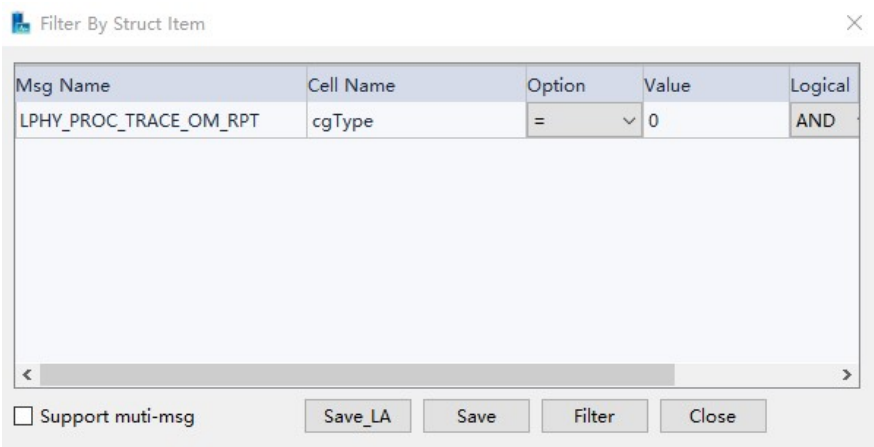 Filter By Struct Item
Msg Name Cell Name Option Value Logical
LPHY_PROC_TRACE_OM_RPT cgType = 0 AND
Support muti-msg Save_LA Save Filter Close